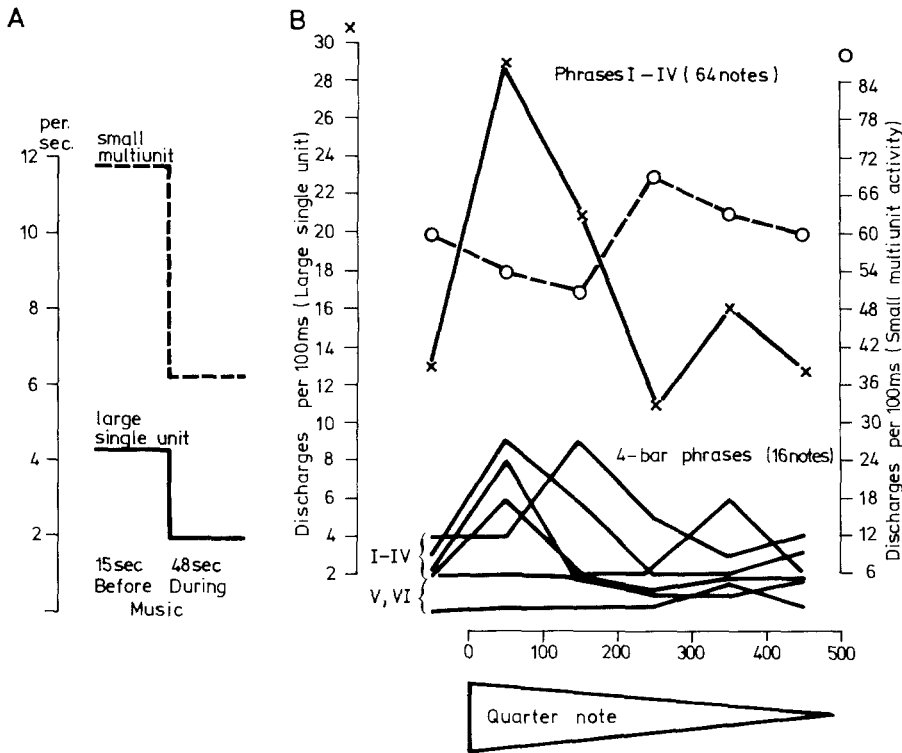 A
per.
sec.
12
10
8
6
4
2
small
multiunit
large
single unit
15sec 48sec
Before During
Music
B
x
30
28
26
24
22
20
18
16
14
12
10
8
6
4
2
Discharges per 100ms (Large single unit)
Phrases I-IV (64 notes)
4-bar phrases (16notes)
I-IV
V, VI
O
84
78
72
66
60
54
48
42
36
30
24
18
12
6
Discharges per 100ms (Small multiunit activity)
0 100 200 300 400 500
Quarter note